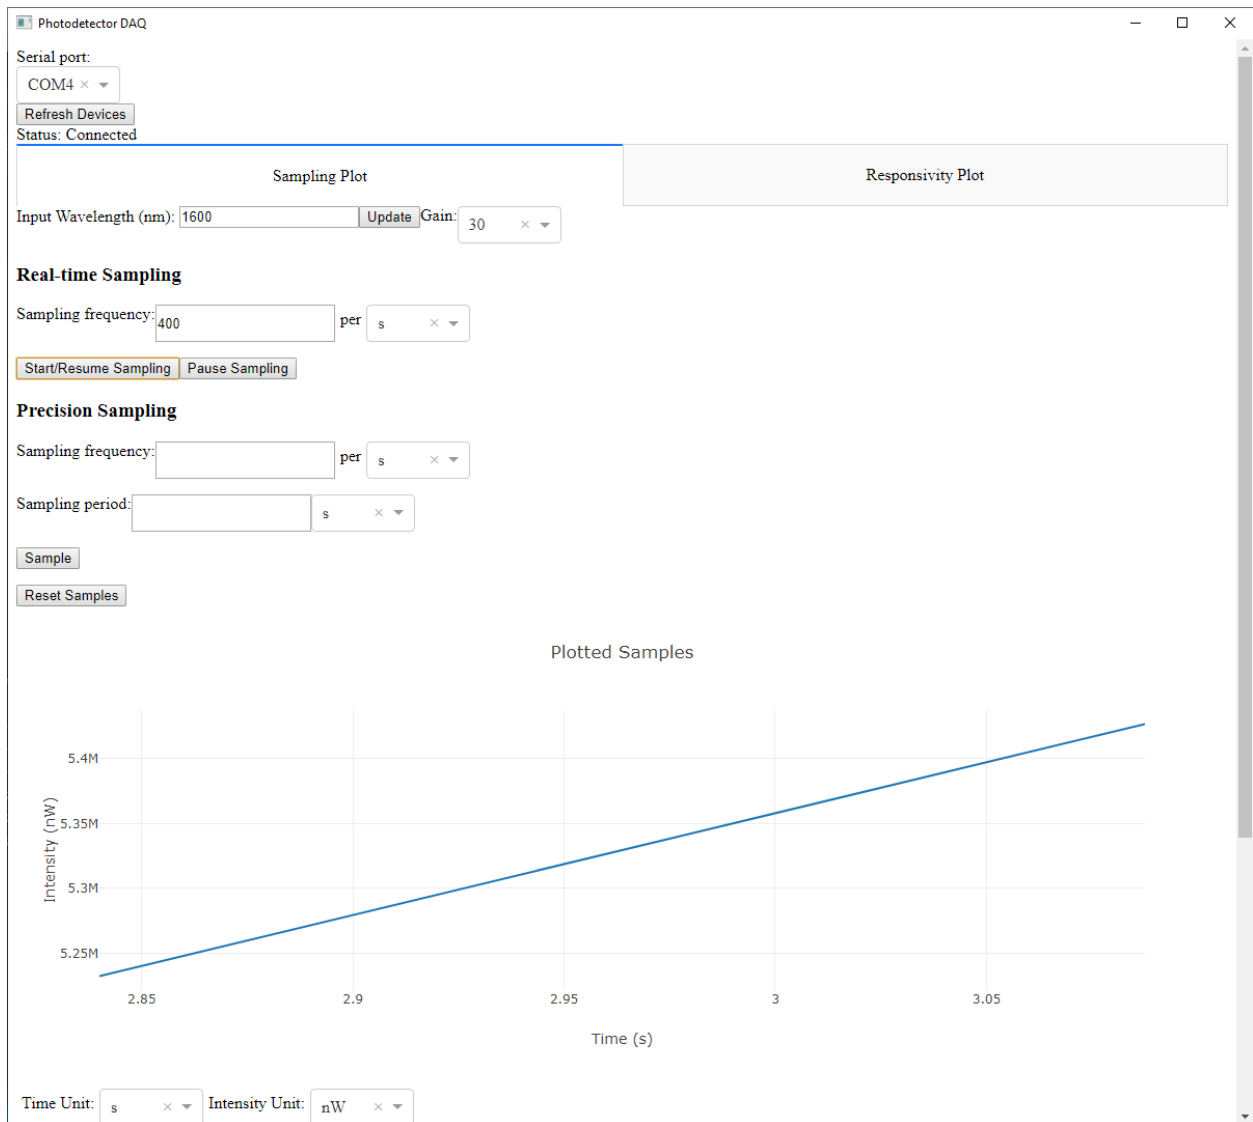 Photodetector DAQ
Serial port:
COM4
Refresh Devices
Status: Connected
Sampling Plot Responsivity Plot
Input Wavelength (nm): 1600 Update Gain: 30
Real-time Sampling
Sampling frequency: 400 per s
Start/Resume Sampling Pause Sampling
Precision Sampling
Sampling frequency: per s
Sampling period: s
Sample
Reset Samples
Plotted Samples
Intensity (nW)
5.4M
5.35M
5.3M
5.25M
2.85 2.9 2.95 3 3.05
Time (s)
Time Unit: s Intensity Unit: nW